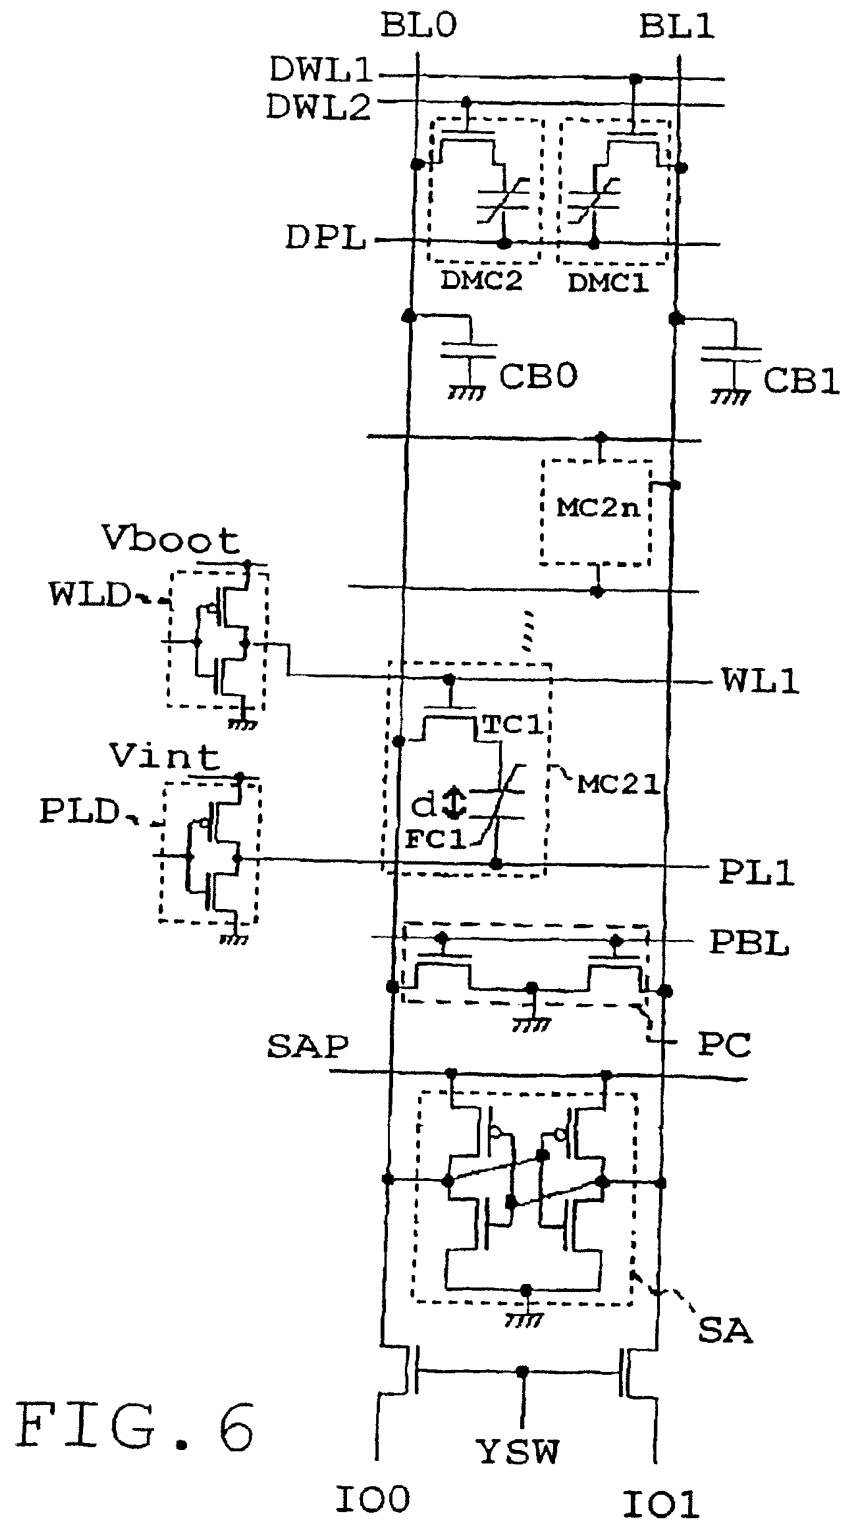 BL0 BL1
DWL1
DWL2
DPL
DMC2 DMC1
CB0 CB1
MC2n
Vboot
WLD
WL1
TC1
Vint
MC21
d
PLD
FC1
PL1
PBL
PC
SAP
SA
FIG.6
YSW
IO0 IO1